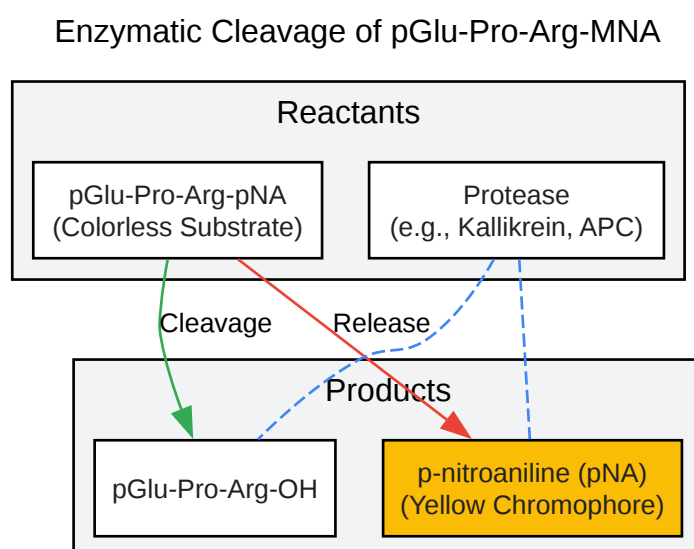 Enzymatic Cleavage of pGlu-Pro-Arg-MNA
Reactants
pGlu-Pro-Arg-pNA
(Colorless Substrate)
Protease
(e.g., Kallikrein, APC)
Cleavage
Release
Products
pGlu-Pro-Arg-OH
p-nitroaniline (pNA)
(Yellow Chromophore)